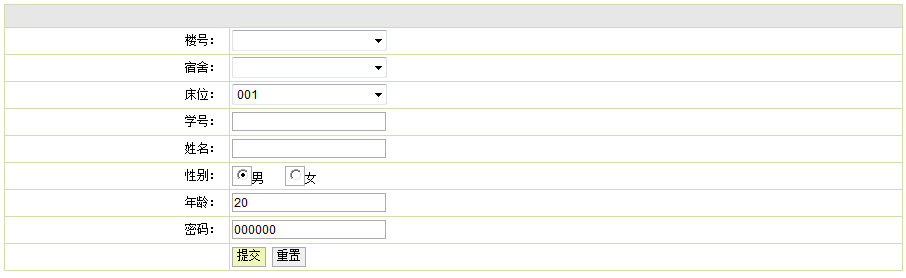 楼号：
宿舍：
床位： 001
学号：
姓名：
性别： 男 女
年龄： 20
密码： 000000
提交 重置